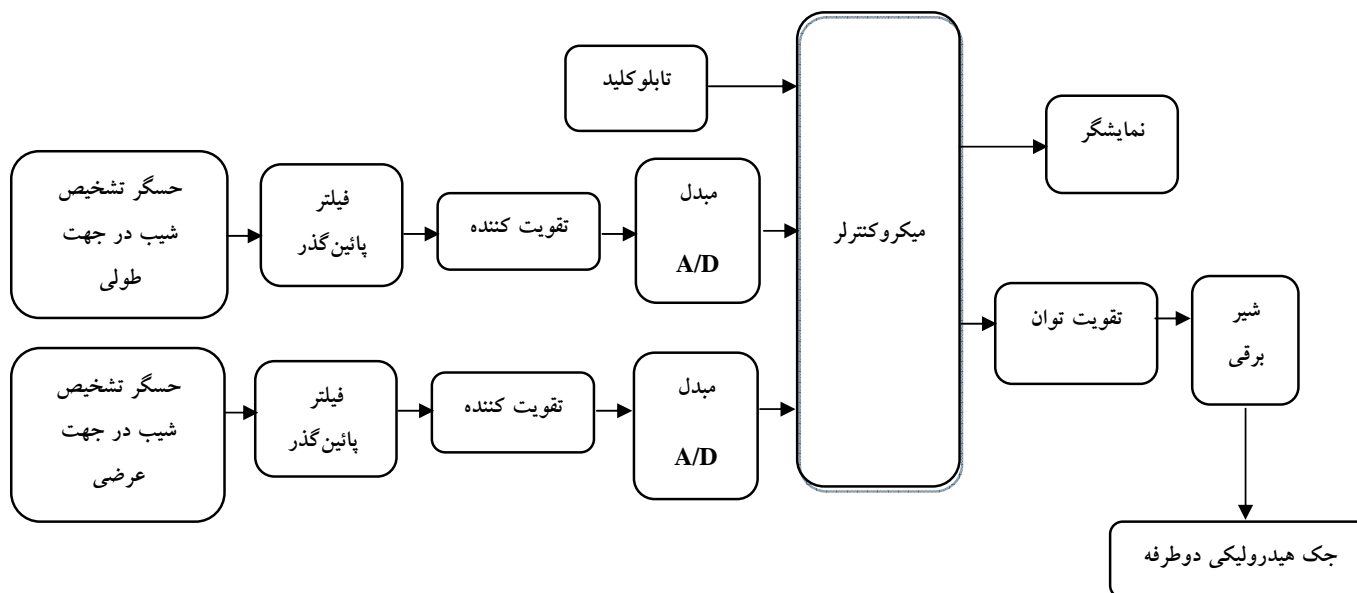 تابلوکلید
نمایشگر
حسگر تشخیص
شیب در جهت
طولی
فیلتر
پائین‌گذر
تقویت کننده
مبدل
A/D
میکروکنترلر
تقویت توان
شیر
برقی
حسگر تشخیص
شیب در جهت
عرضی
فیلتر
پائین‌گذر
تقویت کننده
مبدل
A/D
جک هیدرولیکی دوطرفه